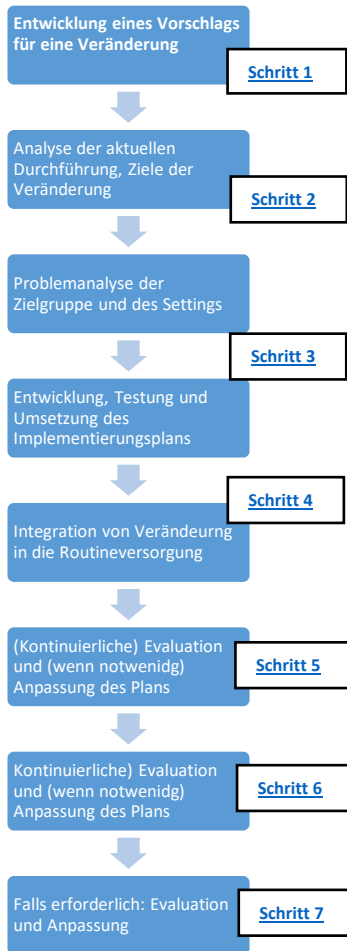 Entwicklung eines Vorschlags
für eine Veränderung
Schritt 1
Analyse der aktuellen
Durchführung, Ziele der
Veränderung
Schritt 2
Problemanalyse der
Zielgruppe und des Settings
Schritt 3
Entwicklung, Testung und
Umsetzung des
Implementierungsplans
Schritt 4
Integration von Verändeurng
in die Routineversorgung
(Kontinuierliche) Evaluation
und (wenn notwenidg)
Anpassung des Plans
Schritt 5
Kontinuierliche) Evaluation
und (wenn notwenidg)
Anpassung des Plans
Schritt 6
Falls erforderlich: Evaluation
und Anpassung
Schritt 7